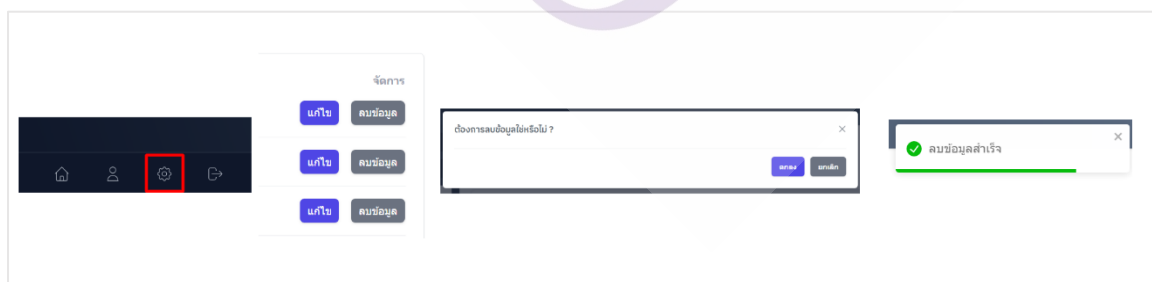 จัดการ
แก้ไข ลบข้อมูล
แก้ไข ลบข้อมูล
แก้ไข ลบข้อมูล
ต้องการลบข้อมูลใช่หรือไม่ ?
ตกลง ยกเลิก
ลบข้อมูลสำเร็จ